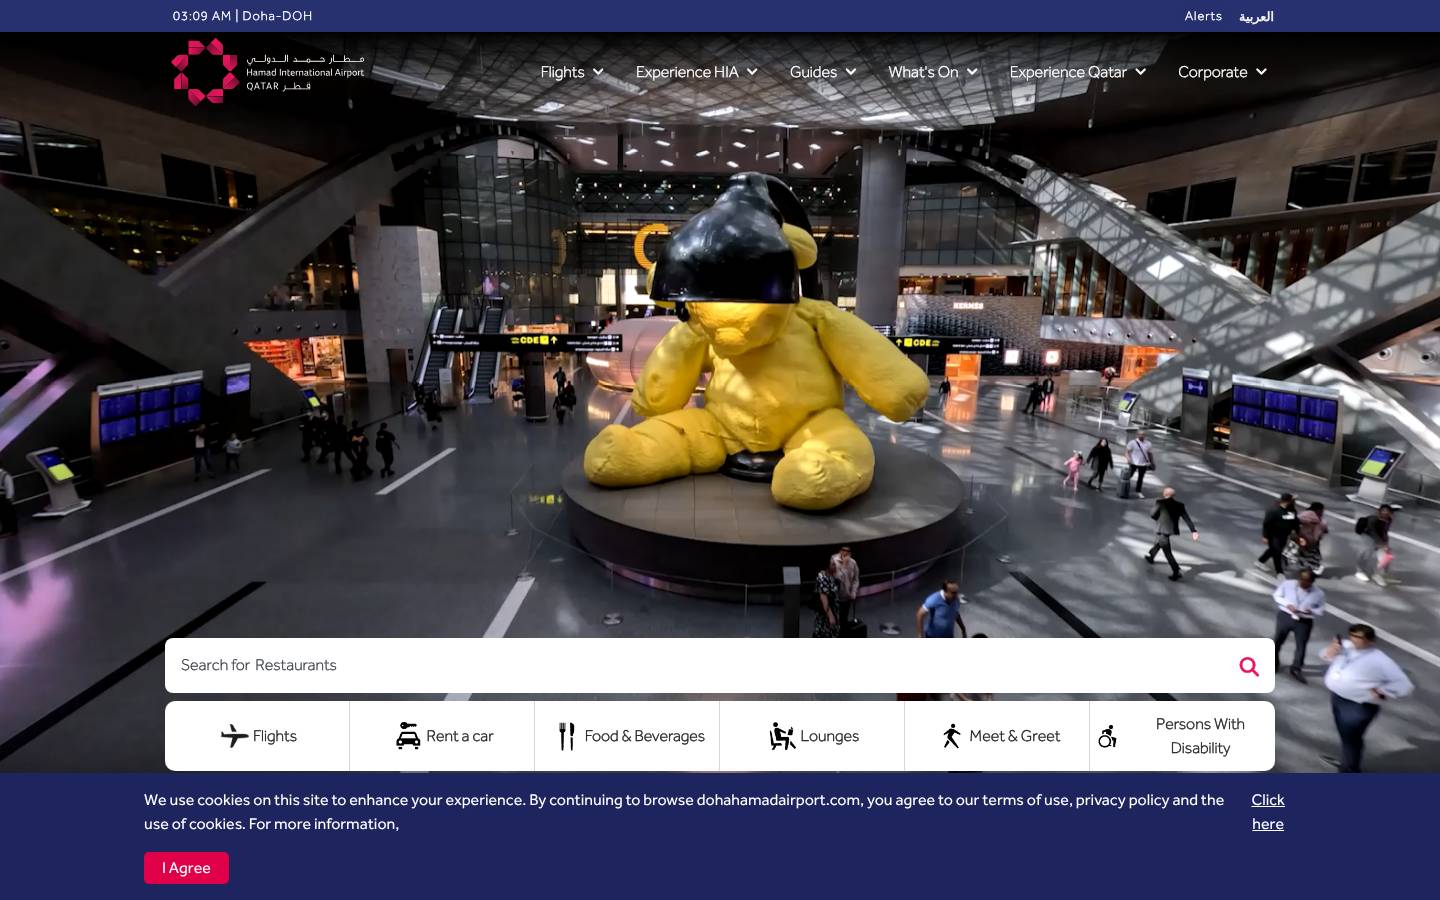 03:09 AM | Doha-DOH
Alerts
العربية
مطار حمد الدولي
Hamad International Airport
QATAR قطر
Flights
Experience HIA
Guides
What's On
Experience Qatar
Corporate
HERMES
CDE
CDE
Search for Restaurants
Flights
Rent a car
Food & Beverages
Lounges
Meet & Greet
Persons With
Disability
We use cookies on this site to enhance your experience. By continuing to browse dohahamadairport.com, you agree to our terms of use, privacy policy and the
use of cookies. For more information,
Click
here
I Agree